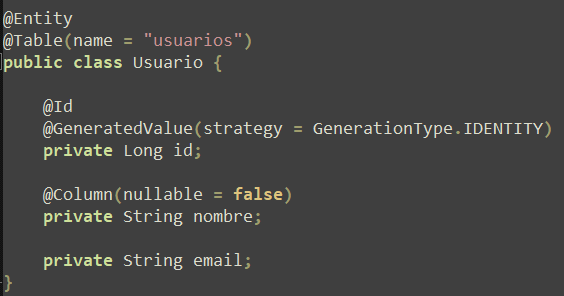 @Entity
@Table(name = "usuarios")
public class Usuario {
@Id
@GeneratedValue(strategy = GenerationType.IDENTITY)
private Long id;
@Column(nullable = false)
private String nombre;
private String email;
}